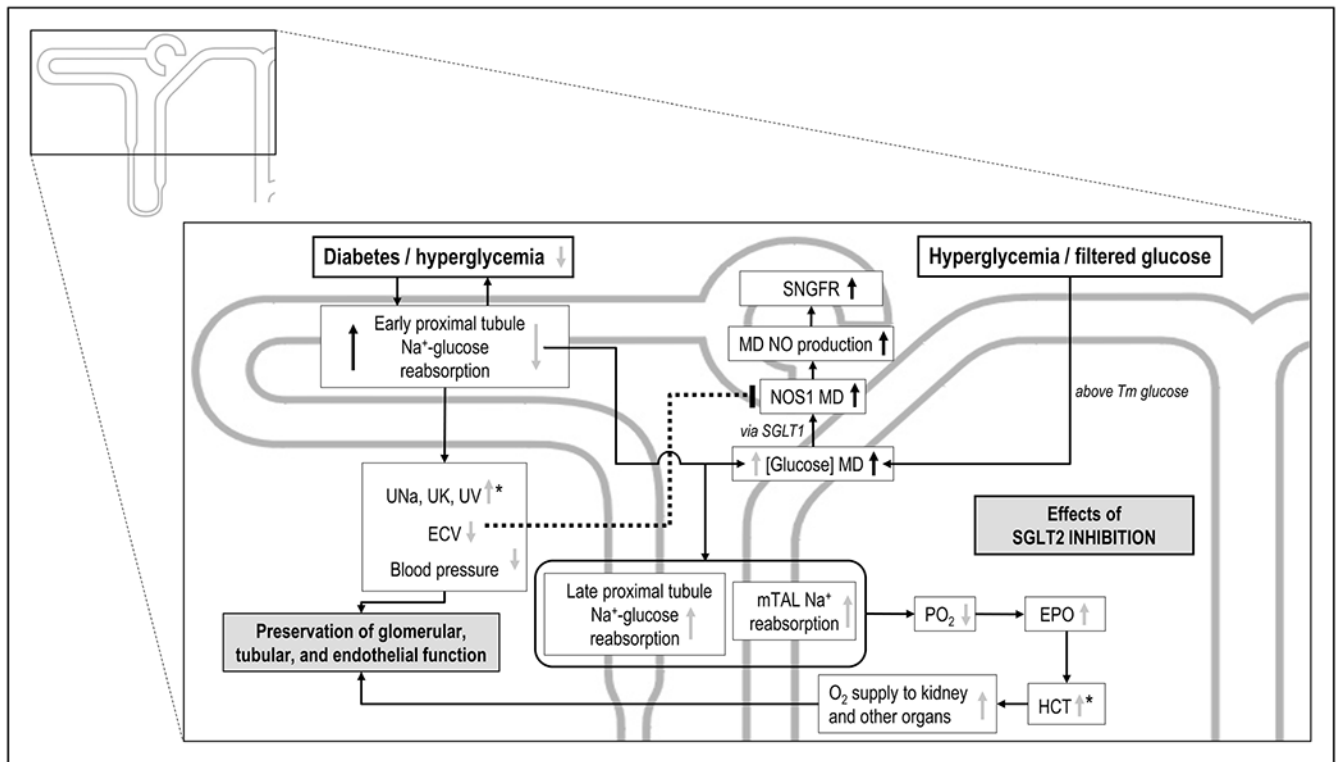 Diabetes / hyperglycemia ↓
Hyperglycemia / filtered glucose
SNGFR ↑
MD NO production ↑
NOS1 MD ↑
via SGLT1
↑ [Glucose] MD ↑
above Tm glucose
↑ Early proximal tubule ↓
Na⁺-glucose
reabsorption
UNa, UK, UV ↑*
ECV ↓
Blood pressure ↓
Effects of
SGLT2 INHIBITION
Late proximal tubule
Na⁺-glucose
reabsorption ↑
mTAL Na⁺
reabsorption ↑
PO₂ ↓
EPO ↑
Preservation of glomerular,
tubular, and endothelial function
O₂ supply to kidney
and other organs ↑
HCT ↑*